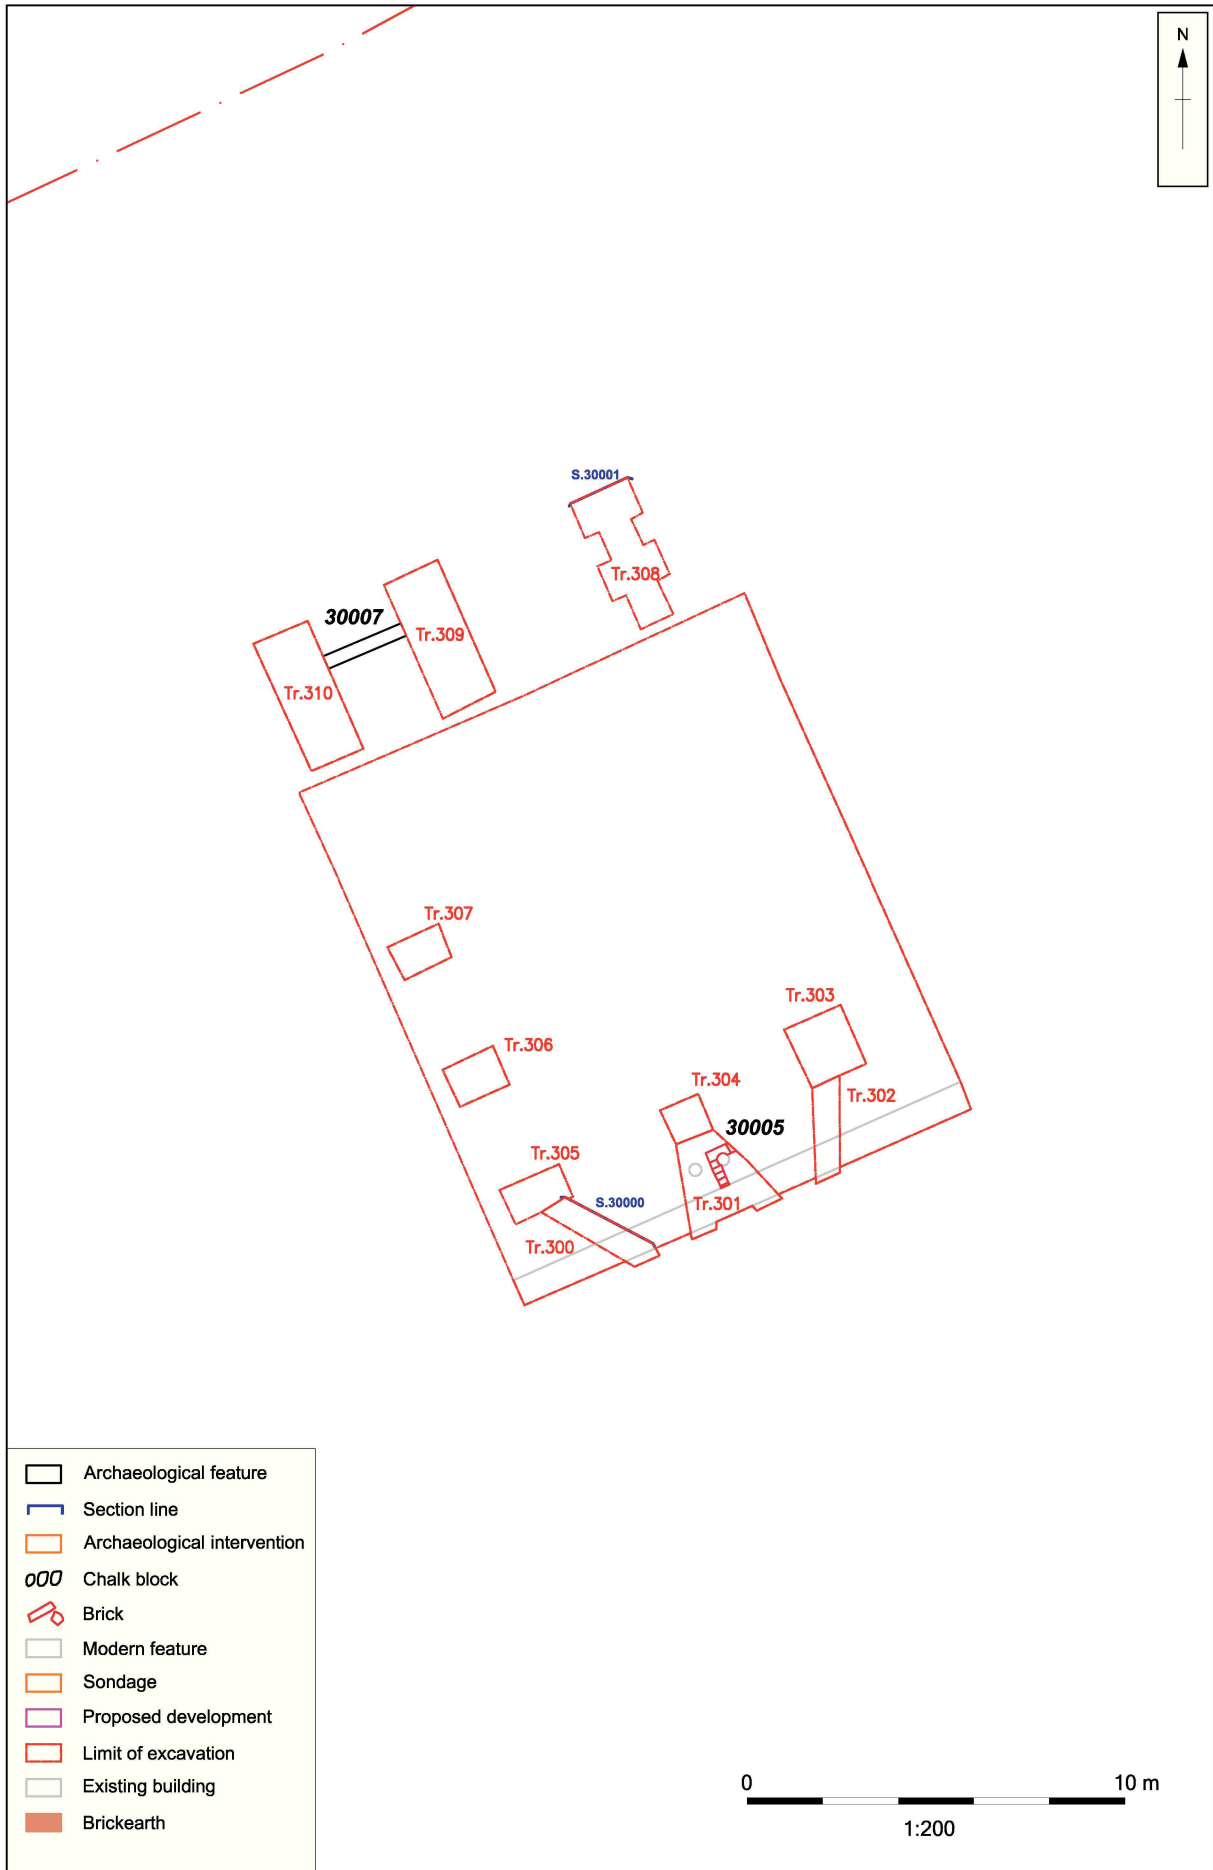 N
S.30001
Tr.308
30007
Tr.309
Tr.310
Tr.307
Tr.303
Tr.306
Tr.304
Tr.302
30005
Tr.305
S.30000
Tr.301
Tr.300
Archaeological feature
Section line
Archaeological intervention
Chalk block
Brick
Modern feature
Sondage
Proposed development
Limit of excavation
Existing building
Brickearth
0 10 m
1:200